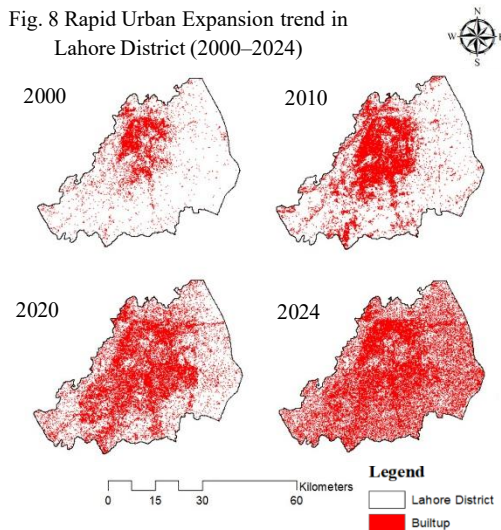 Fig. 8 Rapid Urban Expansion trend in
Lahore District (2000–2024)
N
W
E
S
2000
2010
2020
2024
Kilometers
0 15 30 60
Legend
Lahore District
Builtup